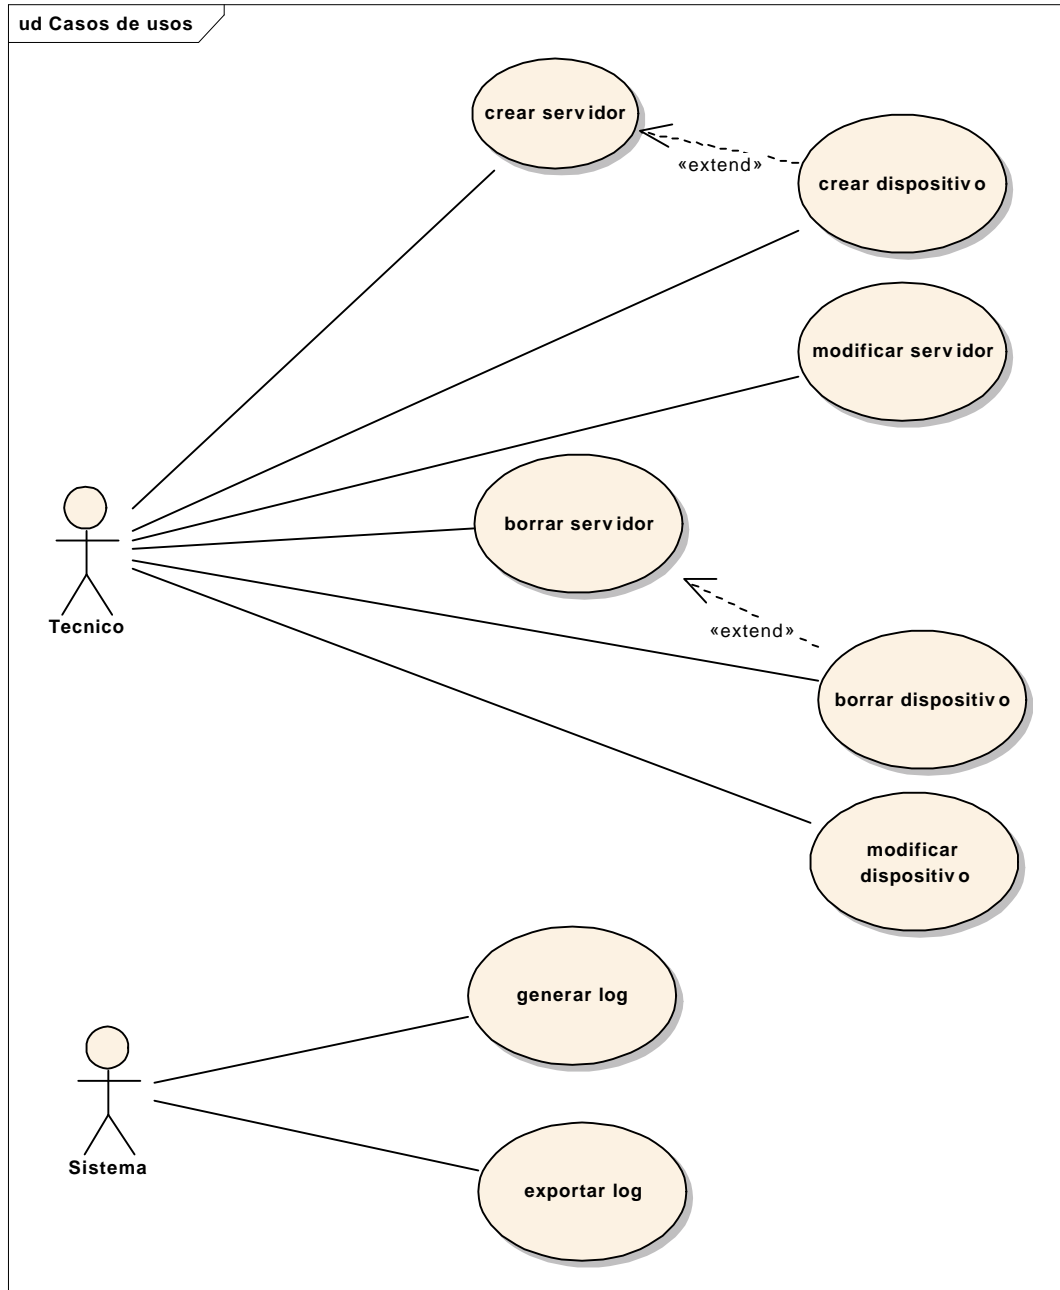 ud Casos de usos
crear servidor
«extend»
crear dispositivo
modificar servidor
borrar servidor
Tecnico
«extend»
borrar dispositivo
modificar
dispositivo
generar log
Sistema
exportar log